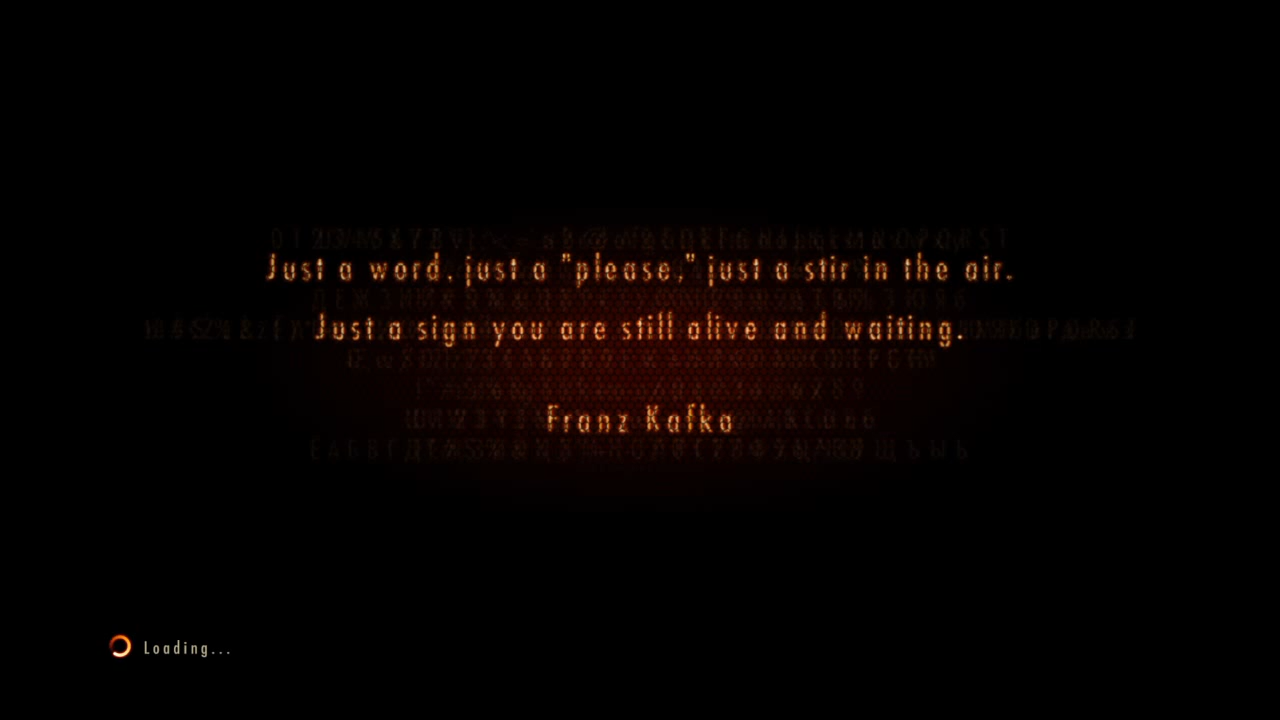 Just a word, just a "please," just a stir in the air.
Just a sign you are still alive and waiting.
Franz Kafka
Loading...